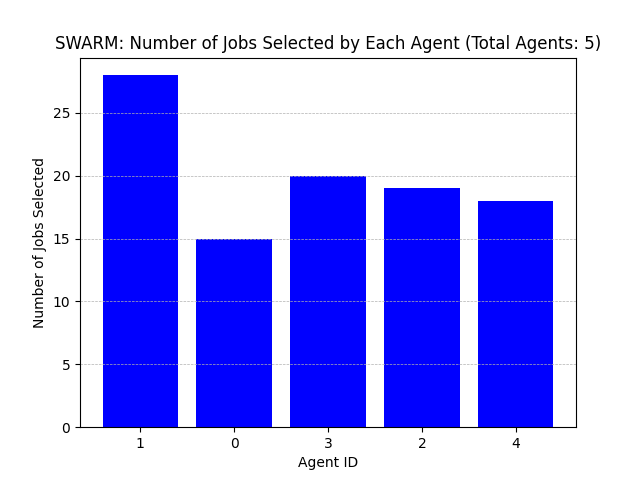 SWARM: Number of Jobs Selected by Each Agent (Total Agents: 5)
Number of Jobs Selected
25
20
15
10
5
0
1 0 3 2 4
Agent ID